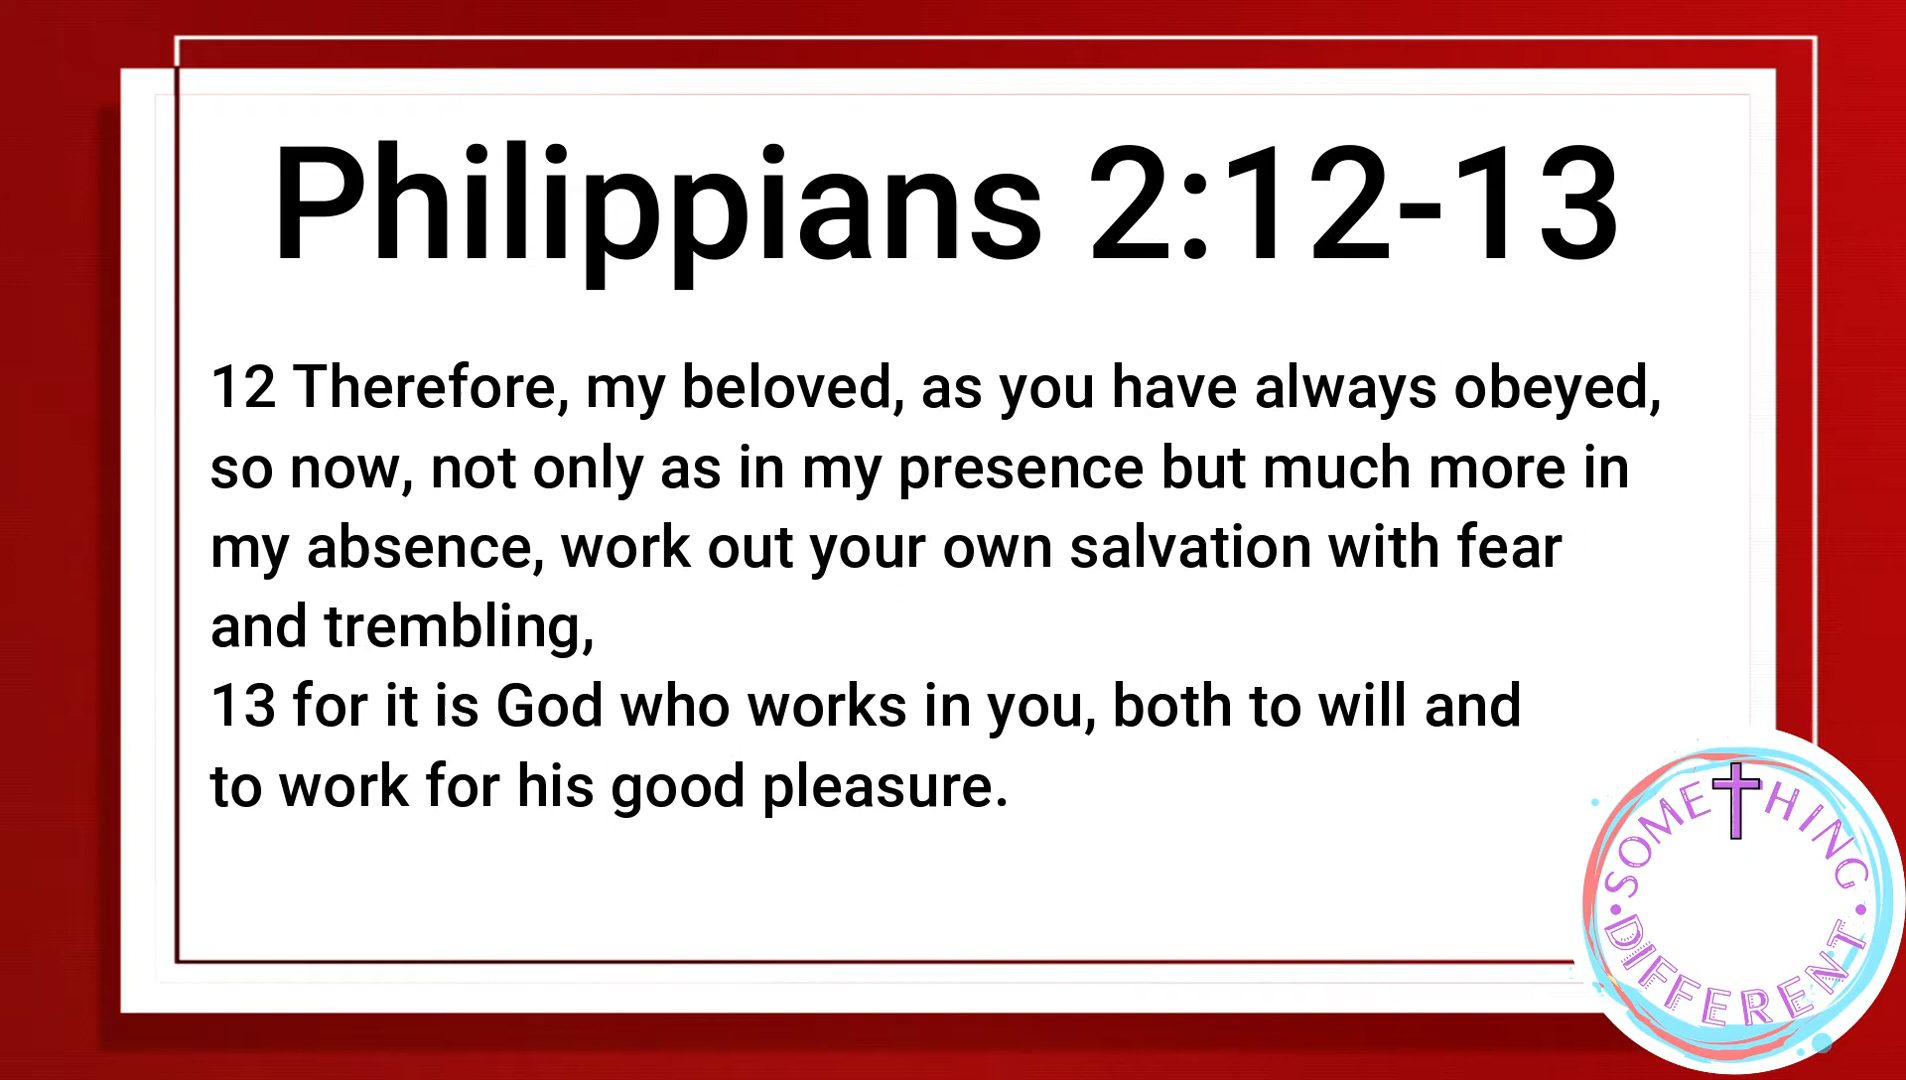 Philippians 2:12-13
12 Therefore, my beloved, as you have always obeyed,
so now, not only as in my presence but much more in
my absence, work out your own salvation with fear
and trembling,
13 for it is God who works in you, both to will and
to work for his good pleasure.
SOMETHING
DIFFERENT